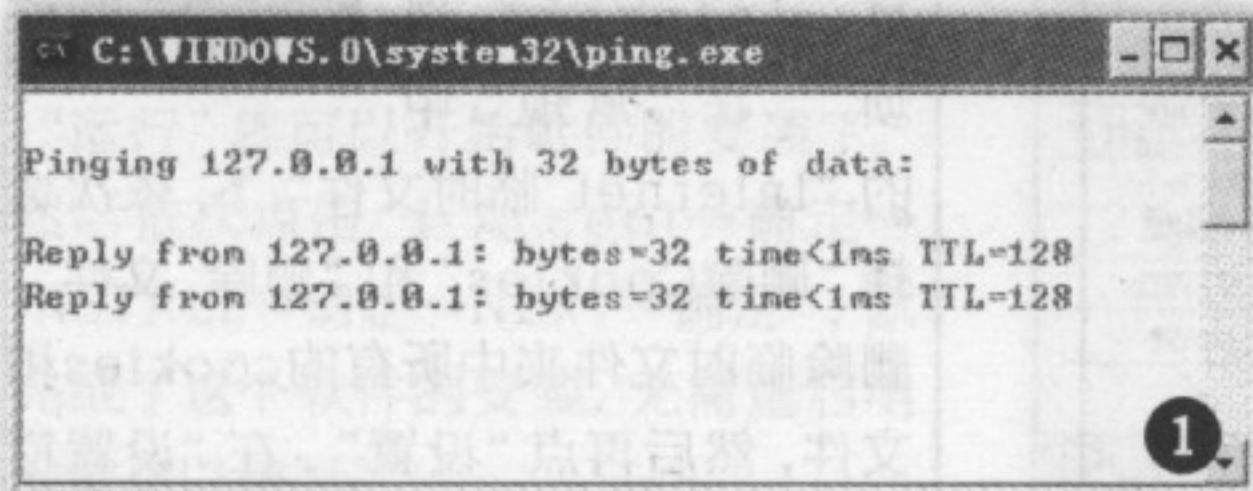 C:\WINDOWS.0\system32\ping.exe
Pinging 127.0.0.1 with 32 bytes of data:
Reply from 127.0.0.1: bytes=32 time<1ms TTL=128
Reply from 127.0.0.1: bytes=32 time<1ms TTL=128
1